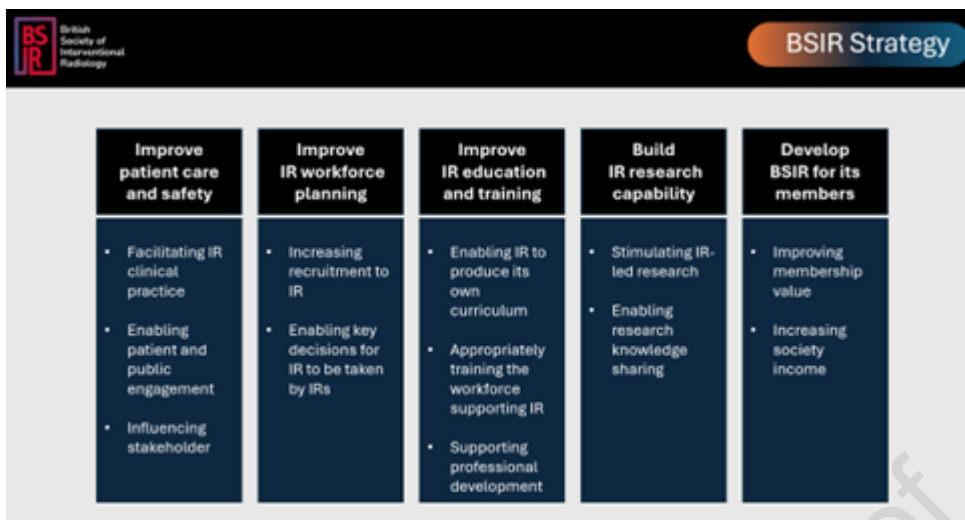 BS
IR
British
Society of
Interventional
Radiology
BSIR Strategy
Improve
patient care
and safety
• Facilitating IR
clinical
practice
• Enabling
patient and
public
engagement
• Influencing
stakeholder
Improve
IR workforce
planning
• Increasing
recruitment to
IR
• Enabling key
decisions for
IR to be taken
by IRs
Improve
IR education
and training
• Enabling IR to
produce its
own
curriculum
• Appropriately
training the
workforce
supporting IR
• Supporting
professional
development
Build
IR research
capability
• Stimulating IR-
led research
• Enabling
research
knowledge
sharing
Develop
BSIR for its
members
• Improving
membership
value
• Increasing
society
income
of